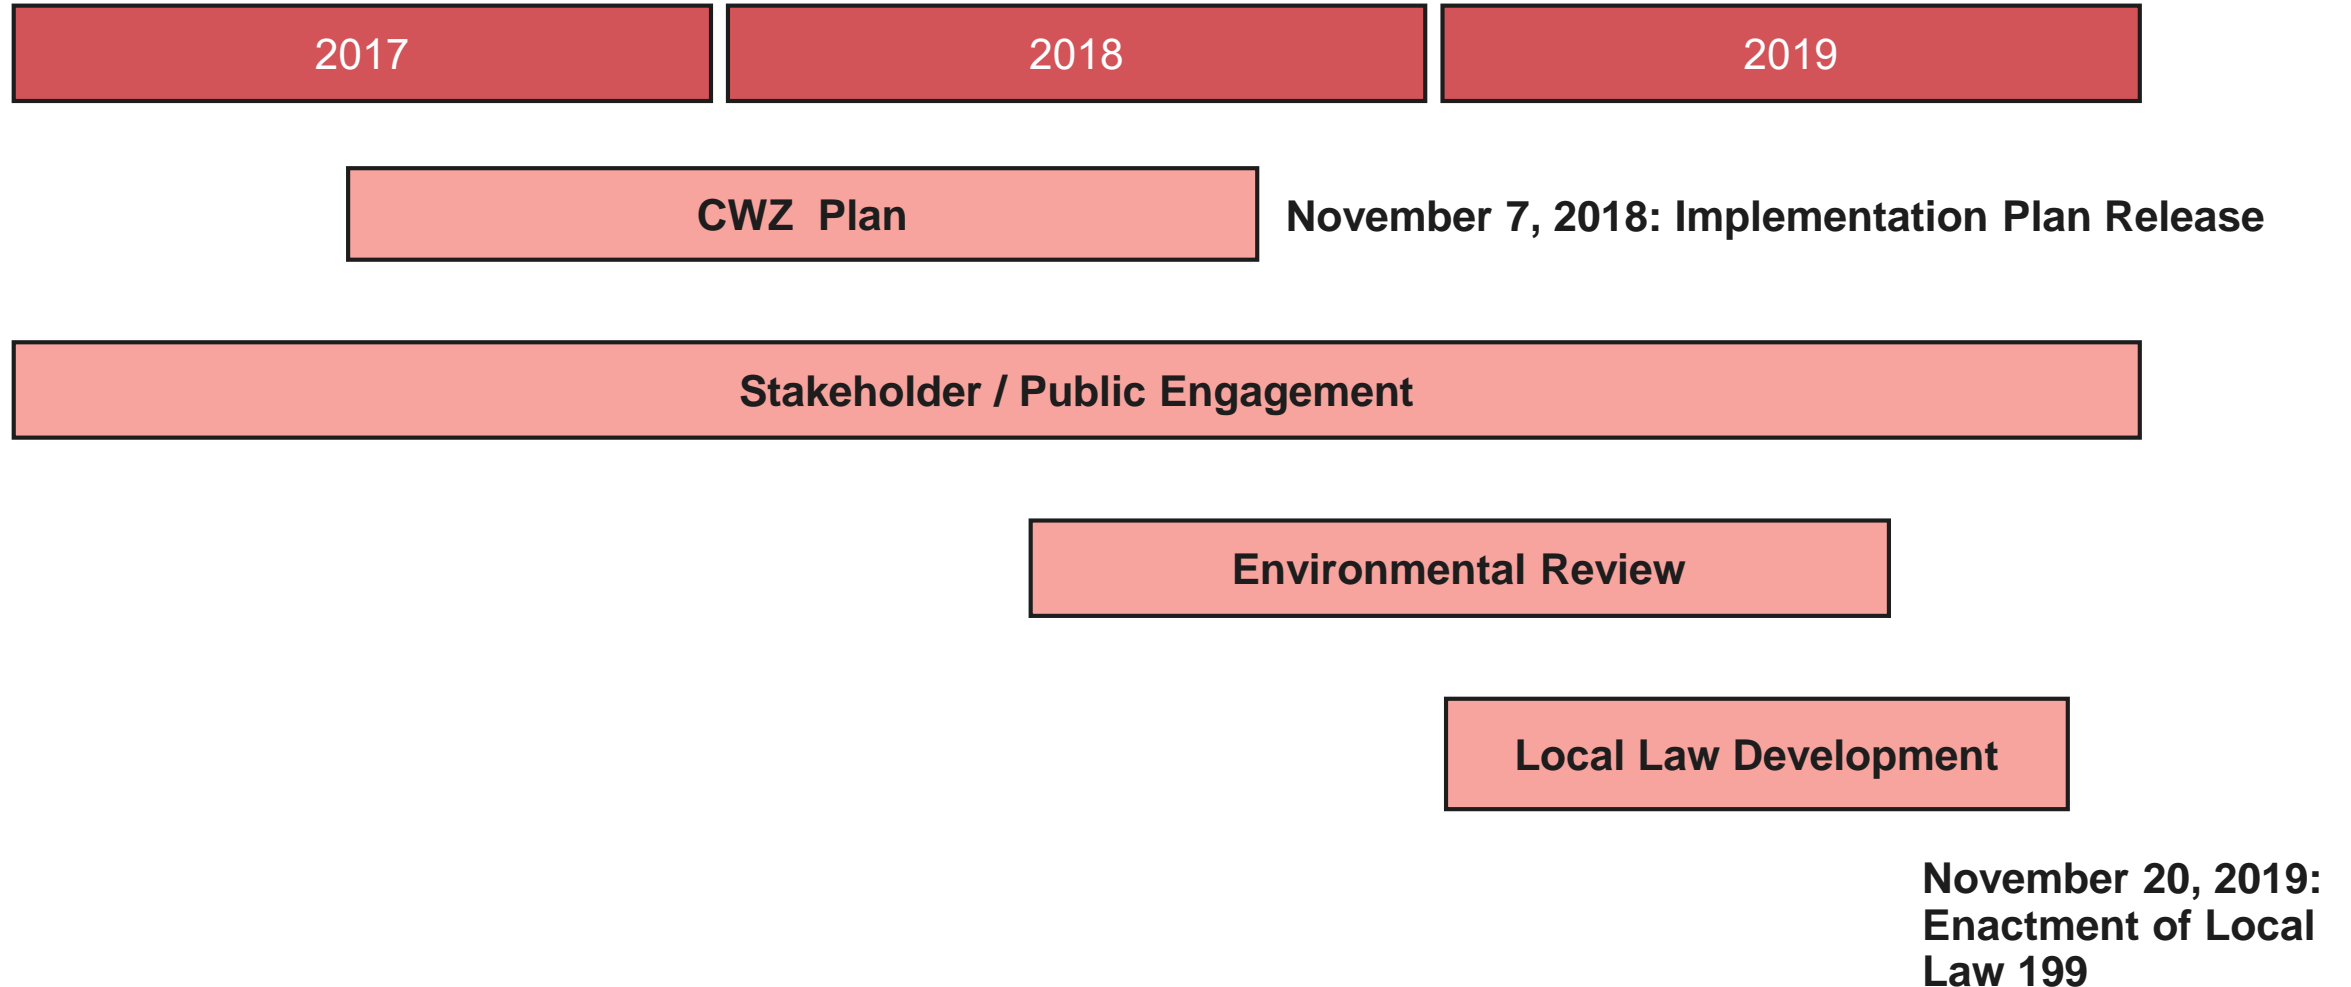 2017 2018 2019
CWZ Plan
November 7, 2018: Implementation Plan Release
Stakeholder / Public Engagement
Environmental Review
Local Law Development
November 20, 2019:
Enactment of Local
Law 199